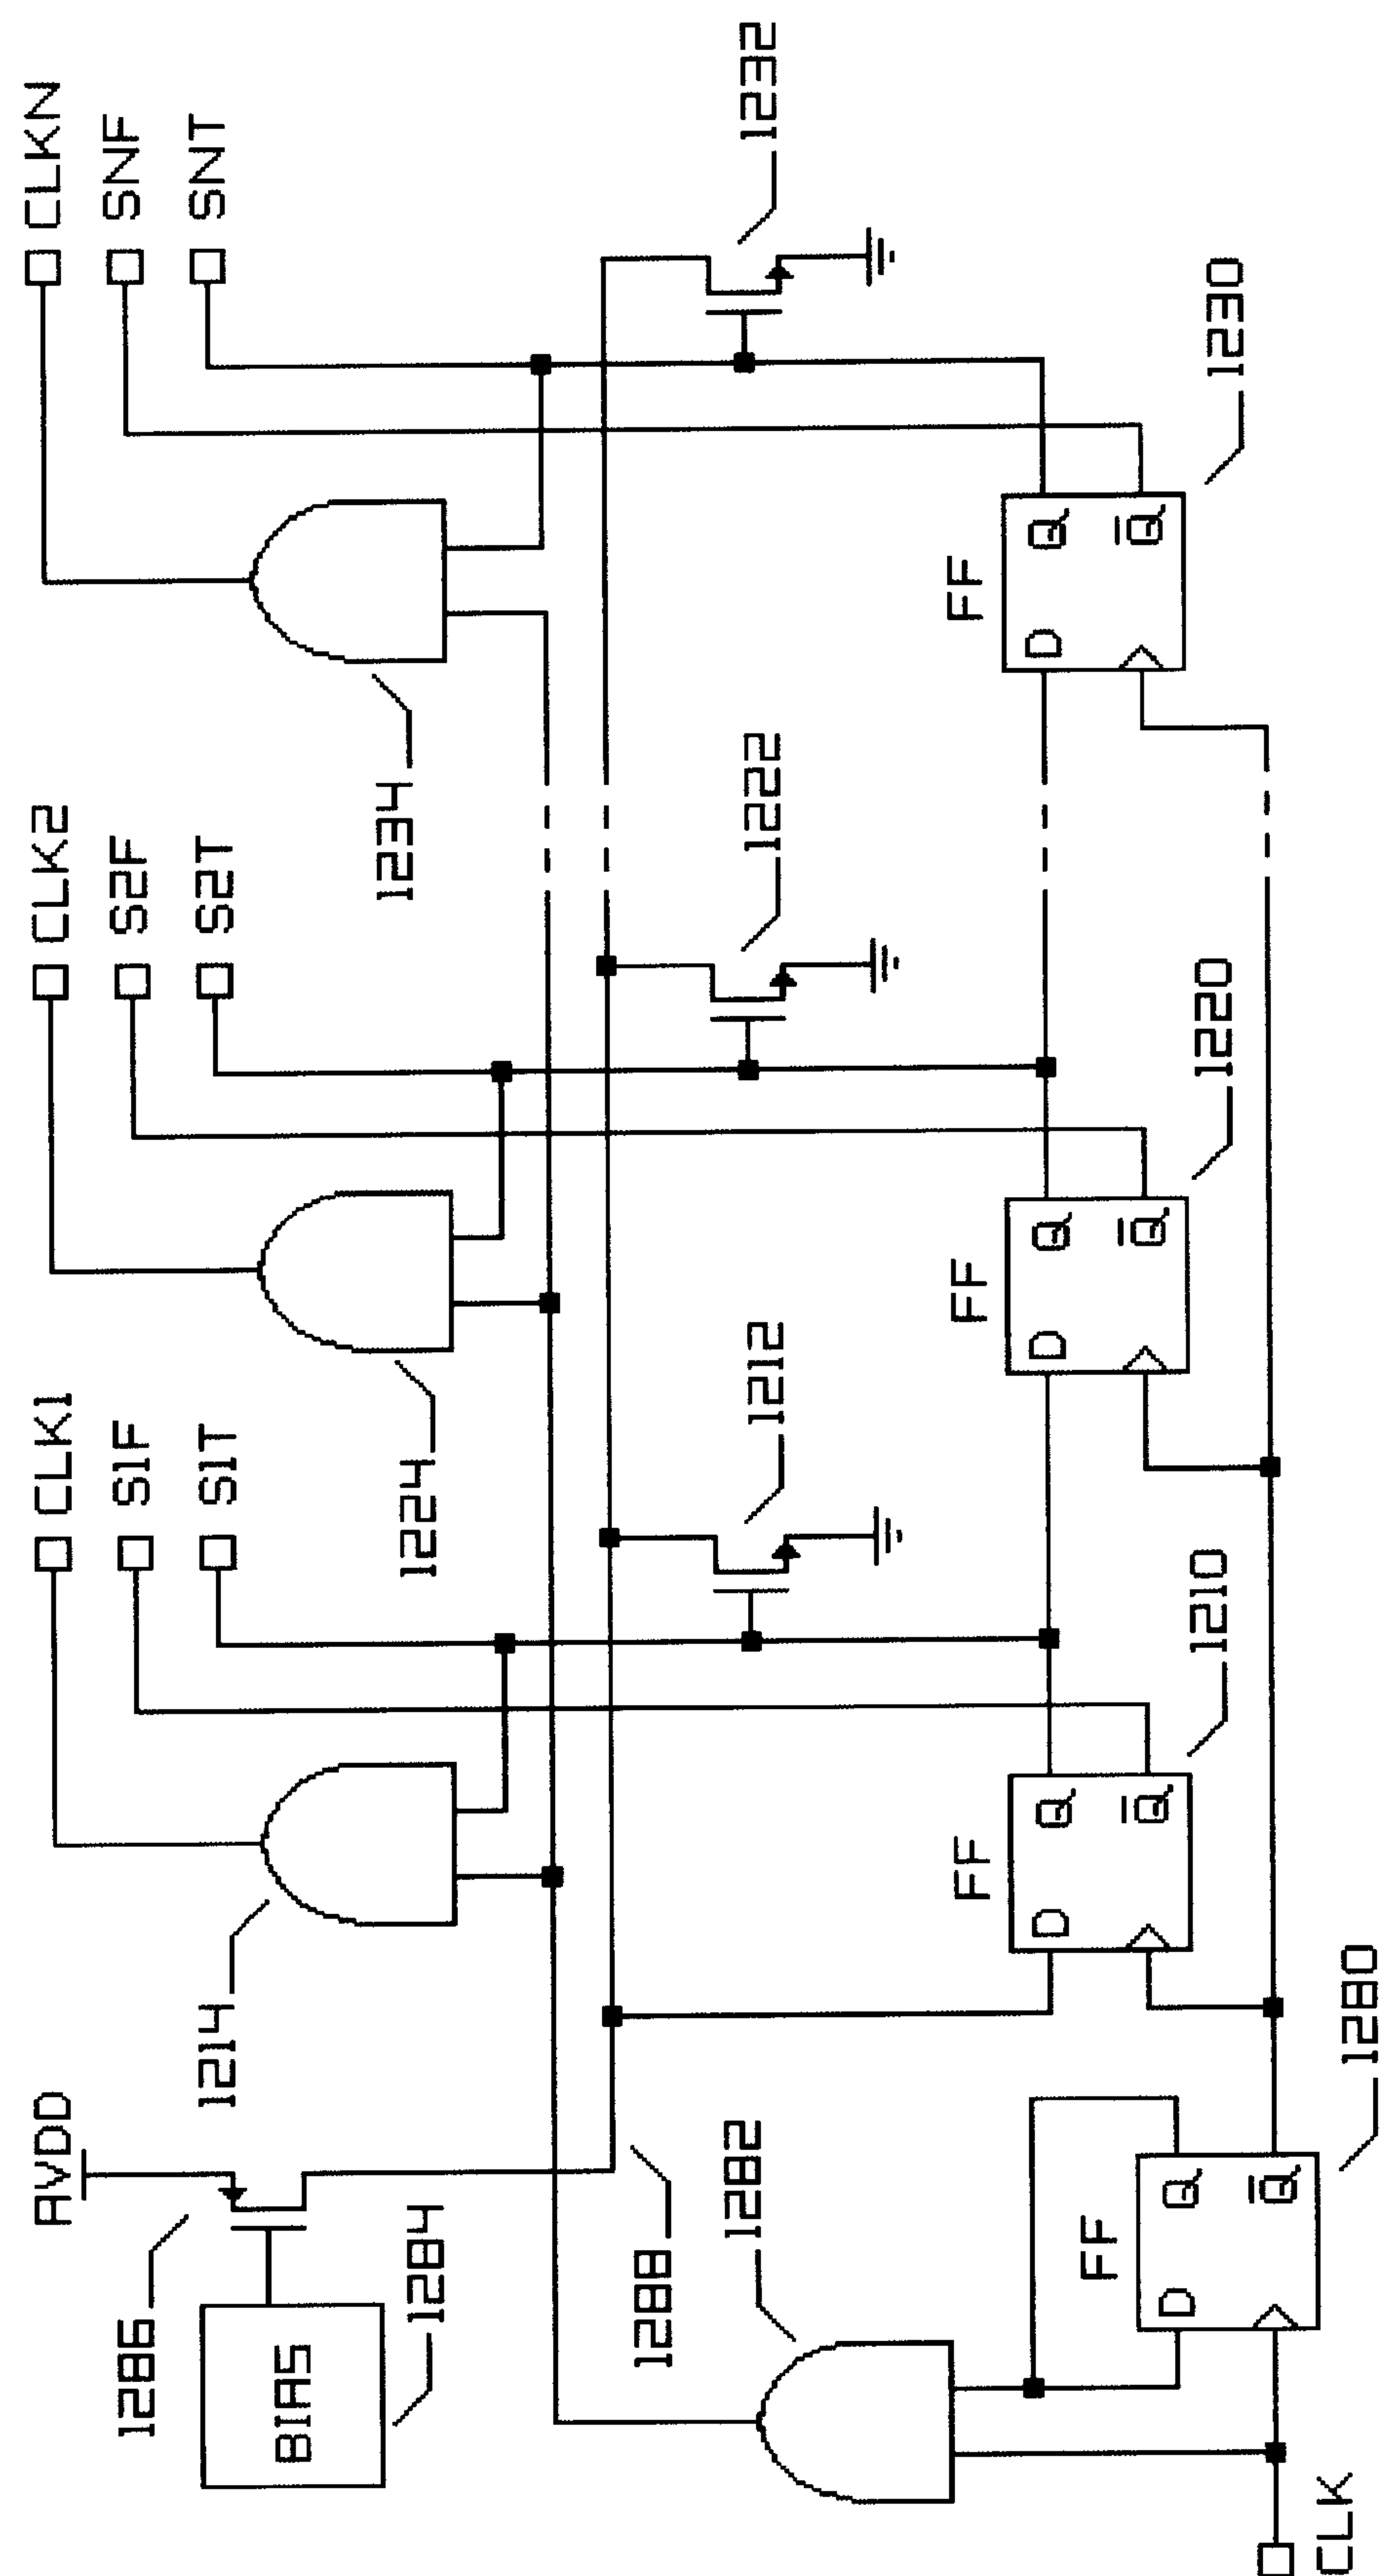 CLK1
S1F
S1T
CLK2
S2F
S2T
CLKN
SNF
SNT
AVDD
1286
BIAS
1284
1214
1224
1234
1288
1282
1212
1222
1232
FF
D
Q
Q̅
1210
FF
D
Q
Q̅
1220
FF
D
Q
Q̅
1230
FF
D
Q
Q̅
1280
CLK